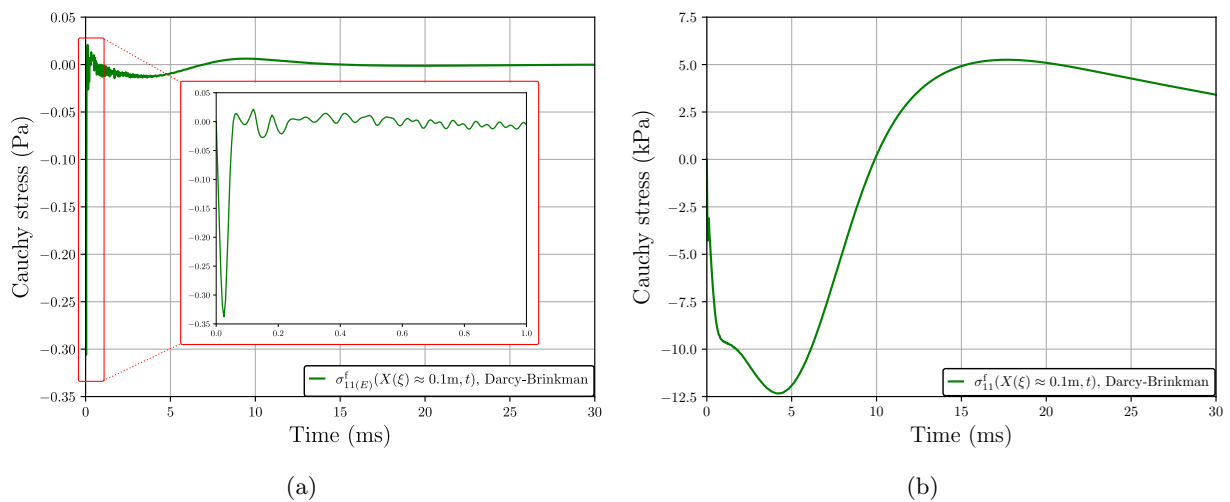 0.05
0.00
−0.05
−0.10
−0.15
−0.20
−0.25
−0.30
−0.35
Cauchy stress (Pa)
0 5 10 15 20 25 30
Time (ms)
0.05
0.00
−0.05
−0.10
−0.15
−0.20
−0.25
−0.30
−0.35
0.0 0.2 0.4 0.6 0.8 1.0
σ^f_{11(E)}(X(ξ) ≈ 0.1m, t), Darcy-Brinkman
(a)
7.5
5.0
2.5
0.0
−2.5
−5.0
−7.5
−10.0
−12.5
Cauchy stress (kPa)
0 5 10 15 20 25 30
Time (ms)
σ^f_{11}(X(ξ) ≈ 0.1m, t), Darcy-Brinkman
(b)